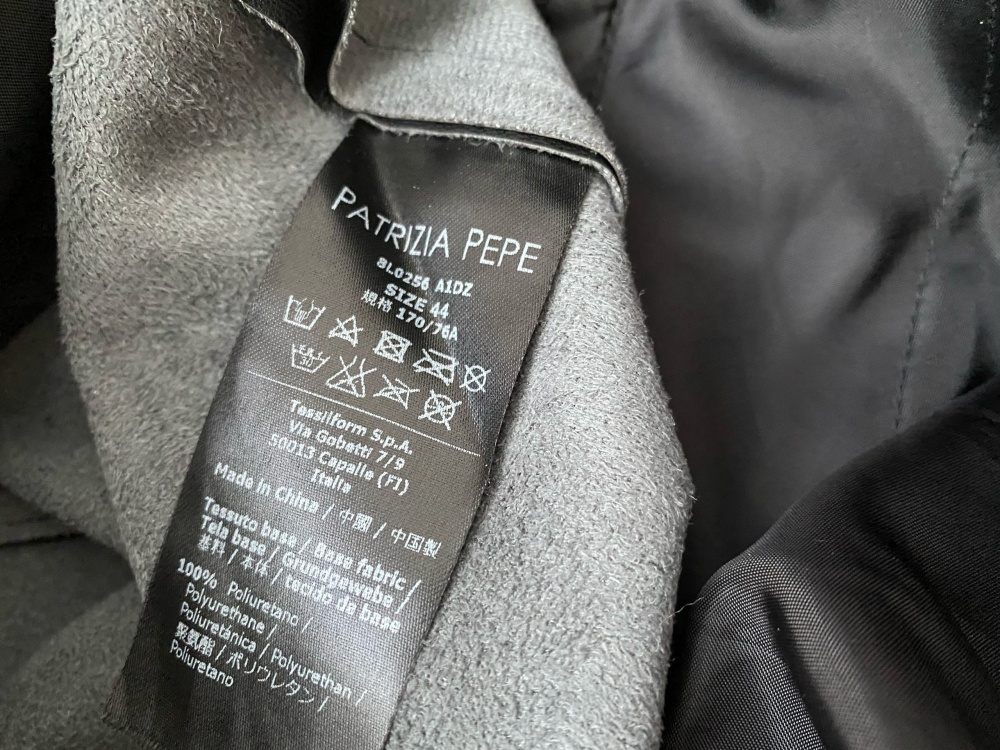 PATRIZIA PEPE
8L0256 A1DZ
SIZE 44
規格 170/76A
Tessilform S.p.A.
Via Gobetti 7/9
50013 Capalle (FI)
Italia
Made in China / 中國 / 中国製
Tessuto base / Base fabric /
Tela base / Grundgewebe /
基料 / 本体 / tecido da base
100% Poliuretano /
Polyurethane /
Poliuretánica / Polyurethan /
聚氨酯 / ポリウレタン /
Poliuretano